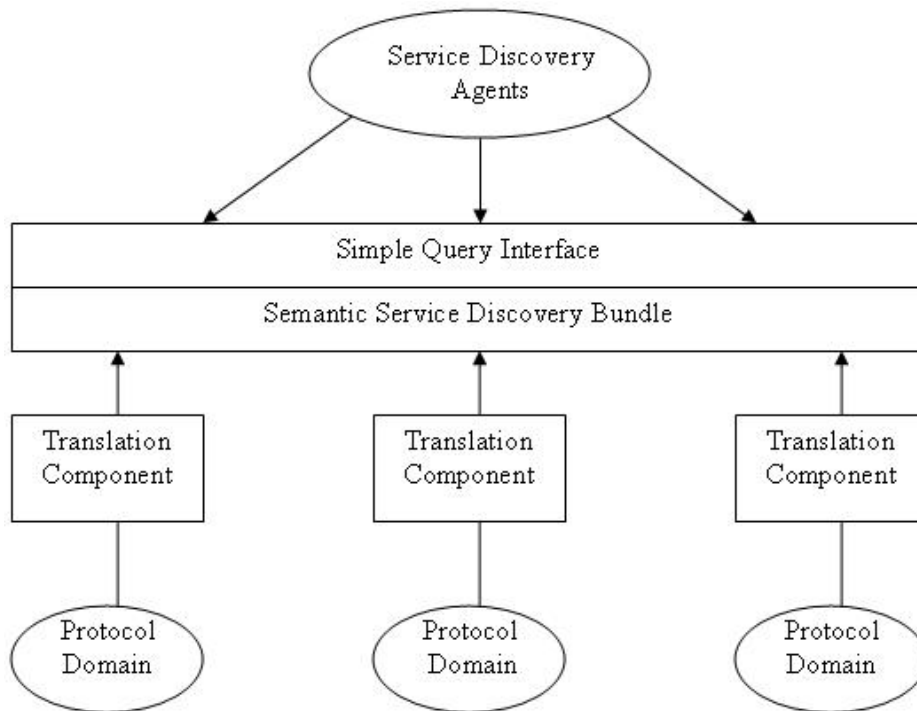 Service Discovery
Agents
Simple Query Interface
Semantic Service Discovery Bundle
Translation
Component
Translation
Component
Translation
Component
Protocol
Domain
Protocol
Domain
Protocol
Domain